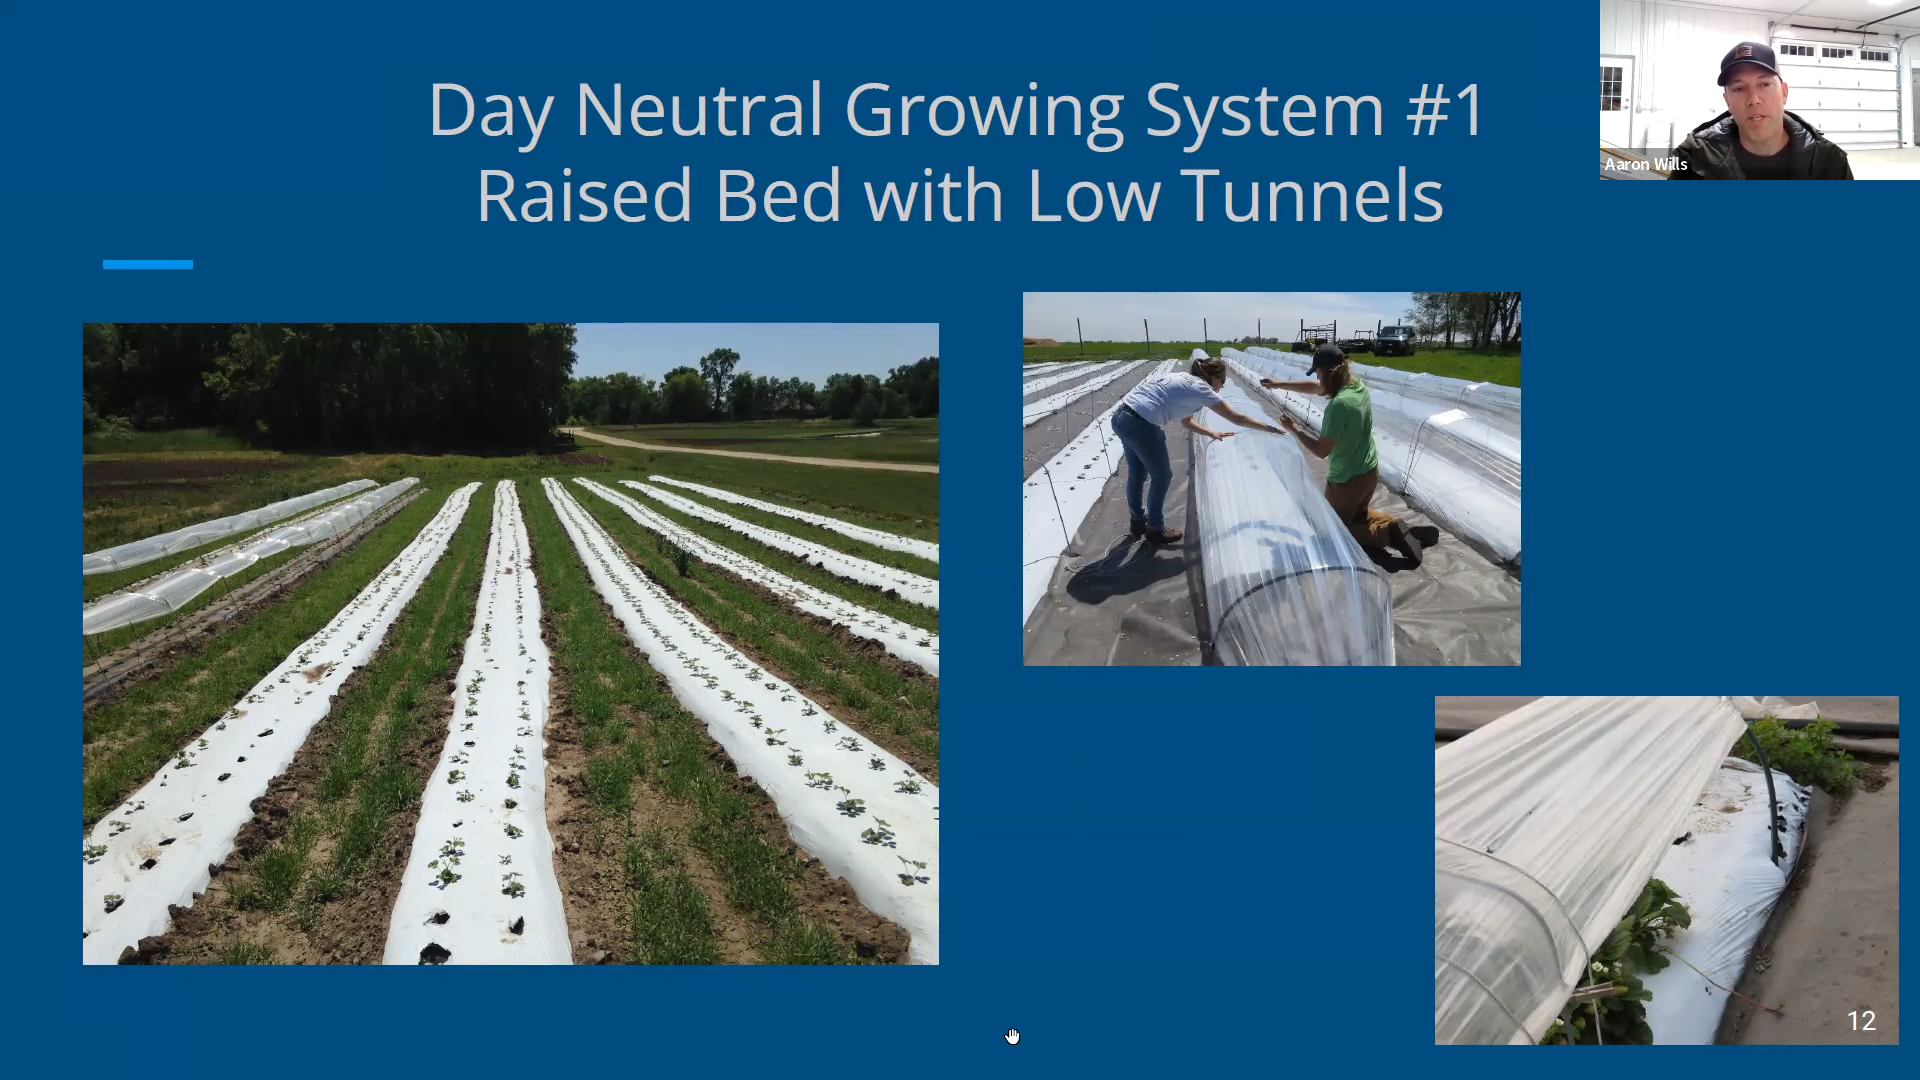 Day Neutral Growing System #1
Raised Bed with Low Tunnels
Aaron Wills
12